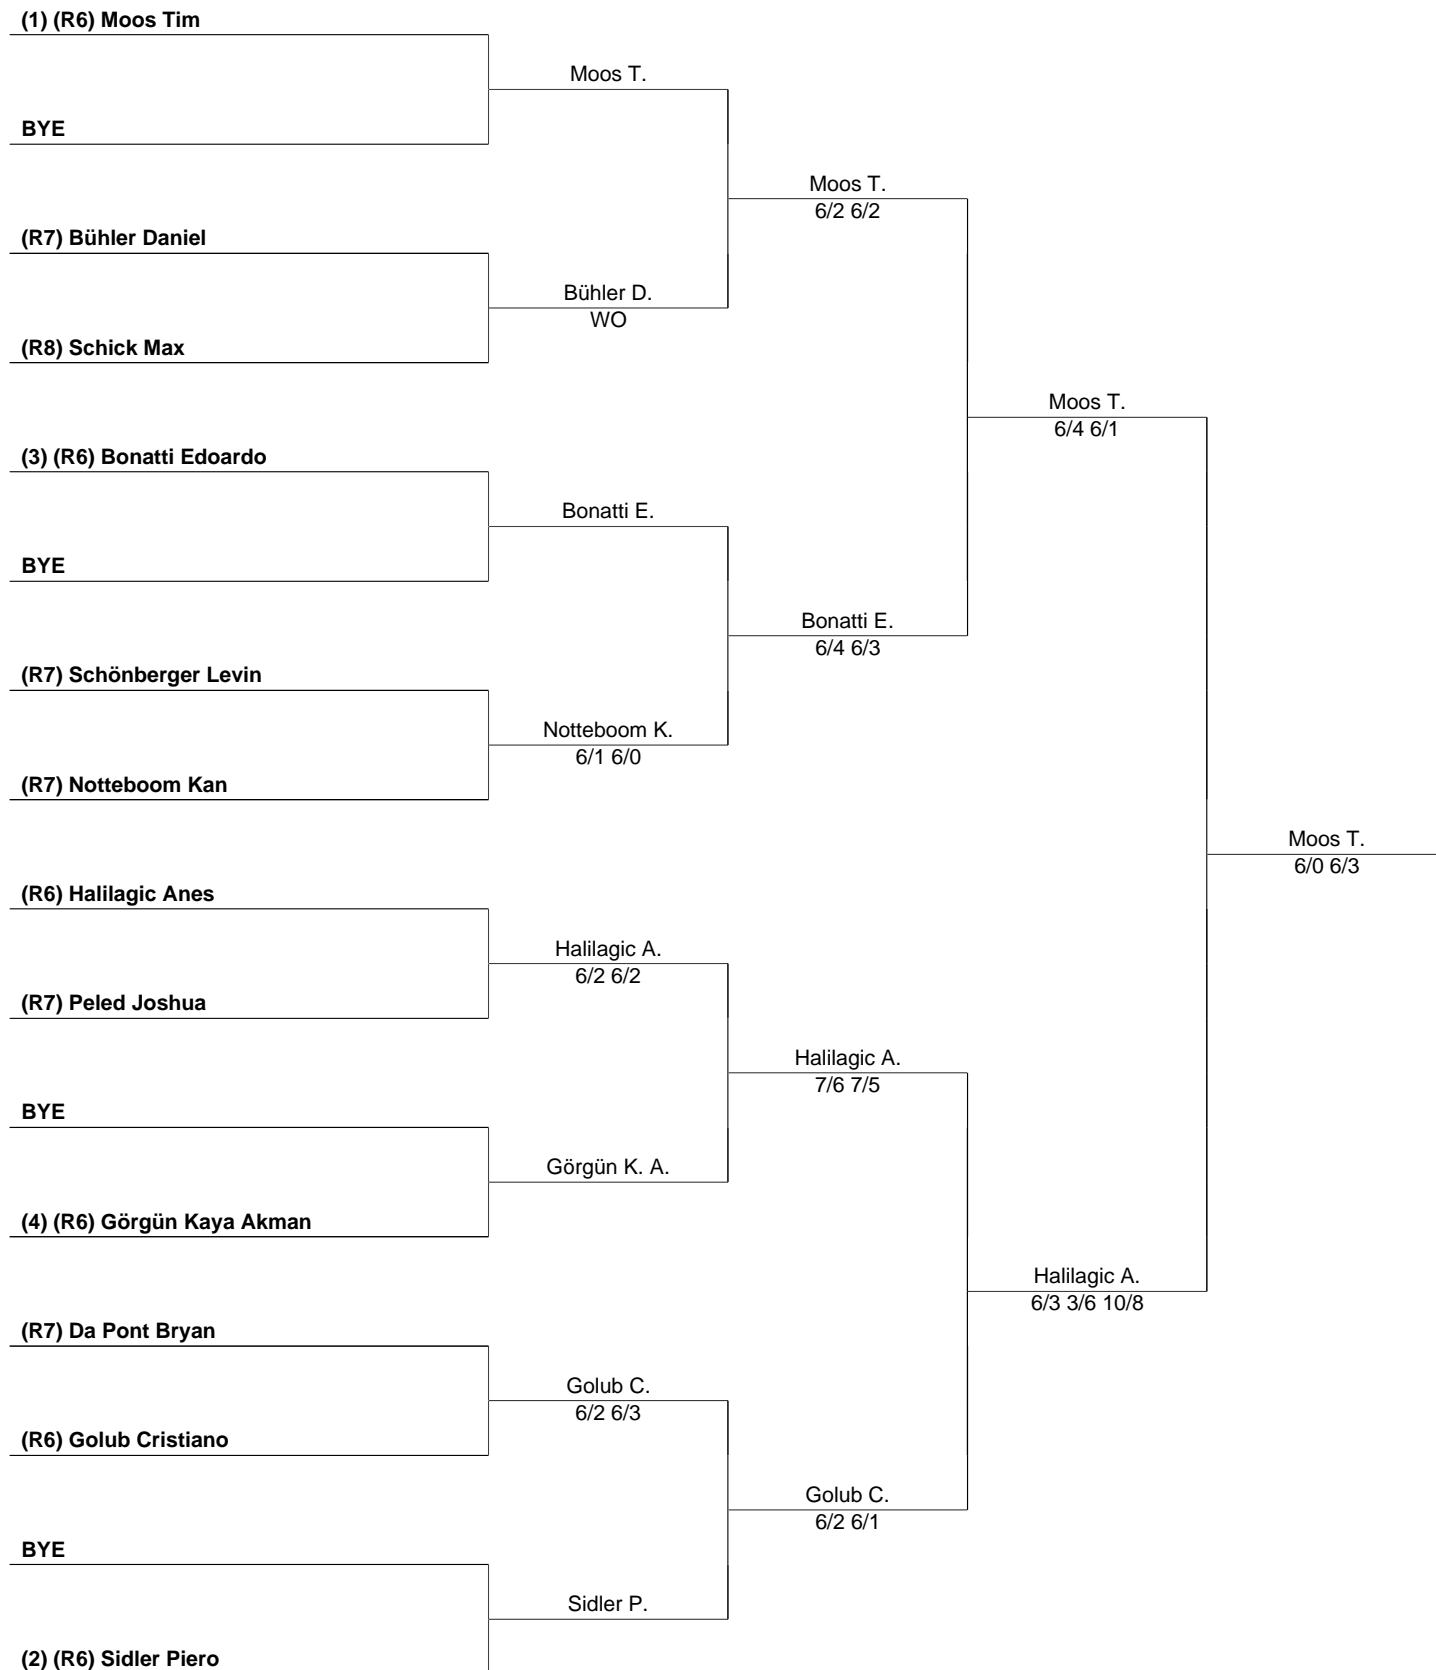 (1) (R6) Moos Tim
Moos T.
BYE
Moos T.
6/2 6/2
(R7) Bühler Daniel
Bühler D.
WO
(R8) Schick Max
Moos T.
6/4 6/1
(3) (R6) Bonatti Edoardo
Bonatti E.
BYE
Bonatti E.
6/4 6/3
(R7) Schönberger Levin
Notteboom K.
6/1 6/0
(R7) Notteboom Kan
Moos T.
6/0 6/3
(R6) Halilagic Anes
Halilagic A.
6/2 6/2
(R7) Peled Joshua
Halilagic A.
7/6 7/5
BYE
Görgün K. A.
(4) (R6) Görgün Kaya Akman
Halilagic A.
6/3 3/6 10/8
(R7) Da Pont Bryan
Golub C.
6/2 6/3
(R6) Golub Cristiano
Golub C.
6/2 6/1
BYE
Sidler P.
(2) (R6) Sidler Piero